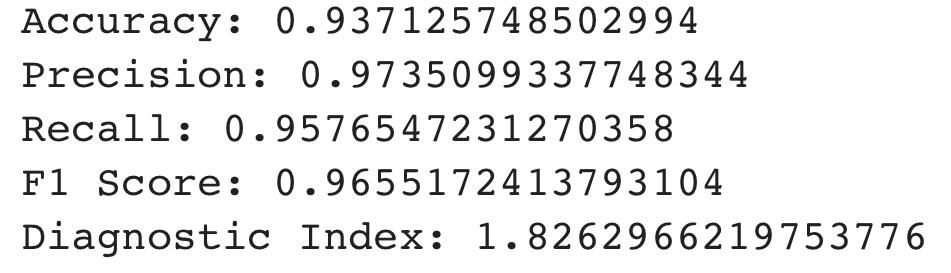 Accuracy: 0.937125748502994
Precision: 0.9735099337748344
Recall: 0.9576547231270358
F1 Score: 0.9655172413793104
Diagnostic Index: 1.8262966219753776